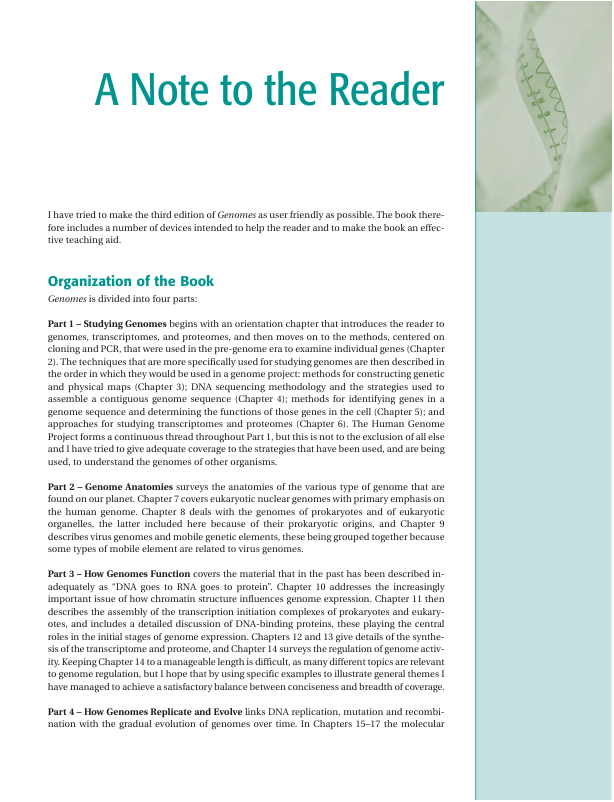 A Note to the Reader
I have tried to make the third edition of Genomes as user friendly as possible. The book there-
fore includes a number of devices intended to help the reader and to make the book an effec-
tive teaching aid.
Organization of the Book
Genomes is divided into four parts:
Part 1 – Studying Genomes begins with an orientation chapter that introduces the reader to
genomes, transcriptomes, and proteomes, and then moves on to the methods, centered on
cloning and PCR, that were used in the pre-genome era to examine individual genes (Chapter
2). The techniques that are more specifically used for studying genomes are then described in
the order in which they would be used in a genome project: methods for constructing genetic
and physical maps (Chapter 3); DNA sequencing methodology and the strategies used to
assemble a contiguous genome sequence (Chapter 4); methods for identifying genes in a
genome sequence and determining the functions of those genes in the cell (Chapter 5); and
approaches for studying transcriptomes and proteomes (Chapter 6). The Human Genome
Project forms a continuous thread throughout Part 1, but this is not to the exclusion of all else
and I have tried to give adequate coverage to the strategies that have been used, and are being
used, to understand the genomes of other organisms.
Part 2 – Genome Anatomies surveys the anatomies of the various type of genome that are
found on our planet. Chapter 7 covers eukaryotic nuclear genomes with primary emphasis on
the human genome. Chapter 8 deals with the genomes of prokaryotes and of eukaryotic
organelles, the latter included here because of their prokaryotic origins, and Chapter 9
describes virus genomes and mobile genetic elements, these being grouped together because
some types of mobile element are related to virus genomes.
Part 3 – How Genomes Function covers the material that in the past has been described in-
adequately as “DNA goes to RNA goes to protein”. Chapter 10 addresses the increasingly
important issue of how chromatin structure influences genome expression. Chapter 11 then
describes the assembly of the transcription initiation complexes of prokaryotes and eukary-
otes, and includes a detailed discussion of DNA-binding proteins, these playing the central
roles in the initial stages of genome expression. Chapters 12 and 13 give details of the synthe-
sis of the transcriptome and proteome, and Chapter 14 surveys the regulation of genome activ-
ity. Keeping Chapter 14 to a manageable length is difficult, as many different topics are relevant
to genome regulation, but I hope that by using specific examples to illustrate general themes I
have managed to achieve a satisfactory balance between conciseness and breadth of coverage.
Part 4 – How Genomes Replicate and Evolve links DNA replication, mutation and recombi-
nation with the gradual evolution of genomes over time. In Chapters 15–17 the molecular